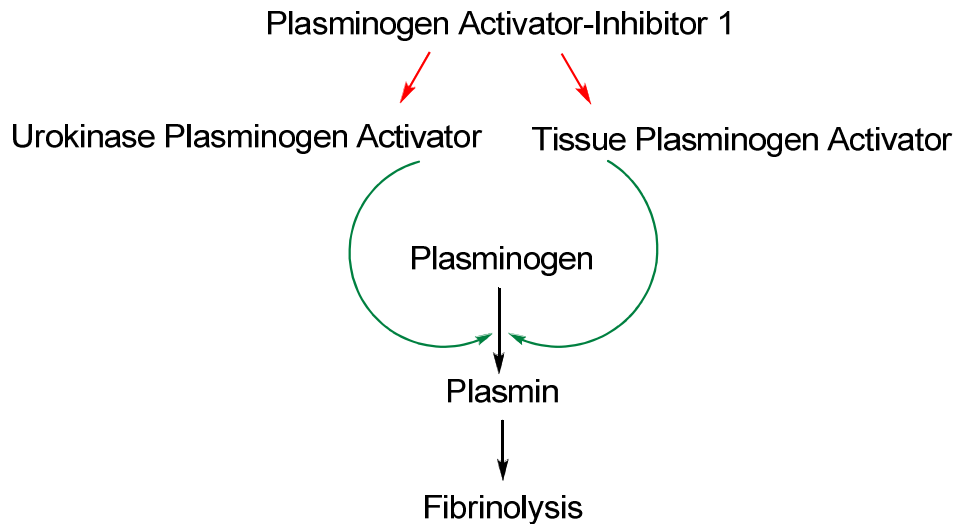 Plasminogen Activator-Inhibitor 1
Urokinase Plasminogen Activator
Tissue Plasminogen Activator
Plasminogen
Plasmin
Fibrinolysis